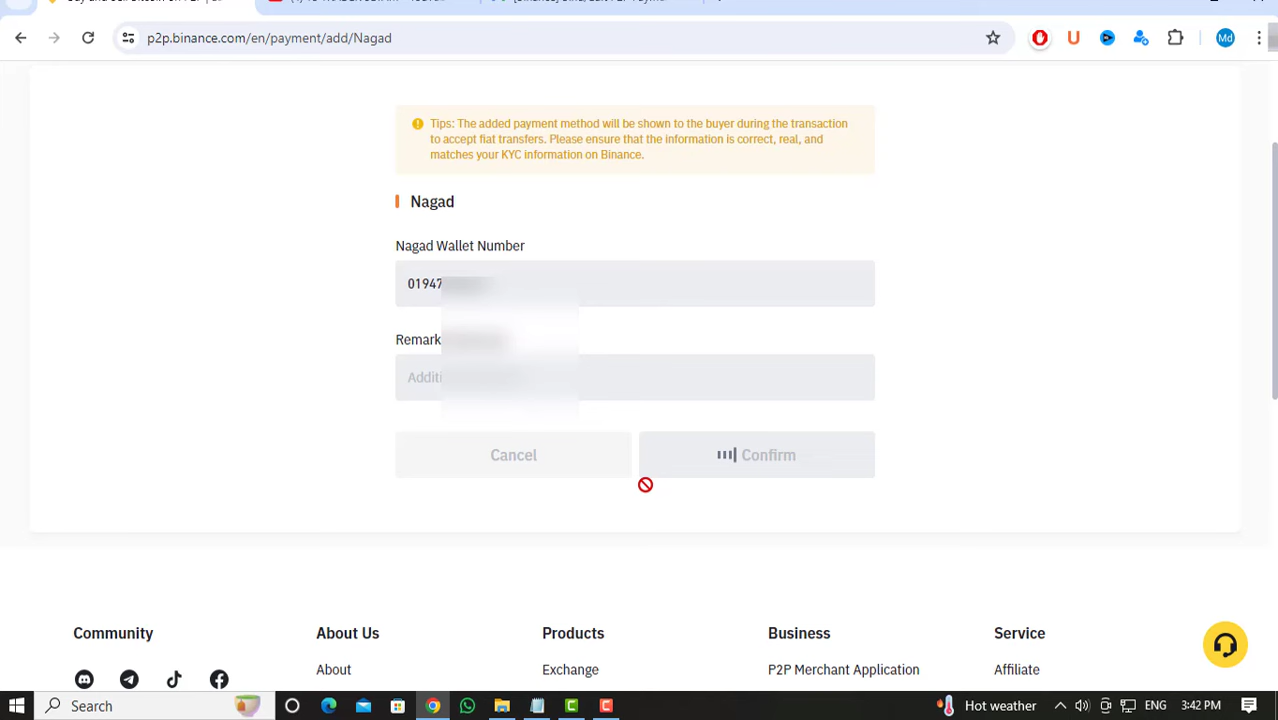 p2p.binance.com/en/payment/add/Nagad
Md
Tips: The added payment method will be shown to the buyer during the transaction
to accept fiat transfers. Please ensure that the information is correct, real, and
matches your KYC information on Binance.
Nagad
Nagad Wallet Number
01947
Remark
Additi
Cancel
Confirm
Community
About Us
Products
Business
Service
About
Exchange
P2P Merchant Application
Affiliate
Search
Hot weather
ENG
3:42 PM